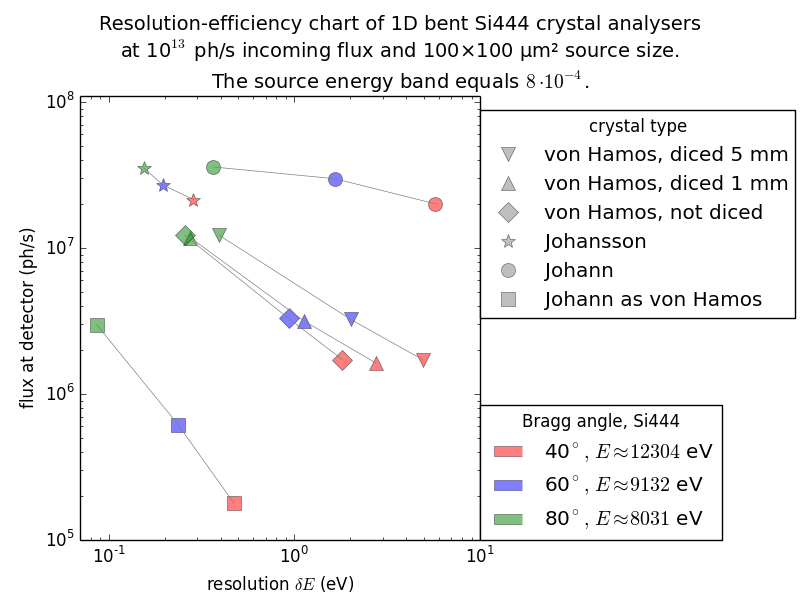 Resolution-efficiency chart of 1D bent Si444 crystal analysers
at 10¹³ ph/s incoming flux and 100×100 μm² source size.
The source energy band equals 8·10⁻⁴.
flux at detector (ph/s)
10⁸
10⁷
10⁶
10⁵
10⁻¹ 10⁰ 10¹
resolution δE (eV)
crystal type
von Hamos, diced 5 mm
von Hamos, diced 1 mm
von Hamos, not diced
Johansson
Johann
Johann as von Hamos
Bragg angle, Si444
40°, E≈12304 eV
60°, E≈9132 eV
80°, E≈8031 eV